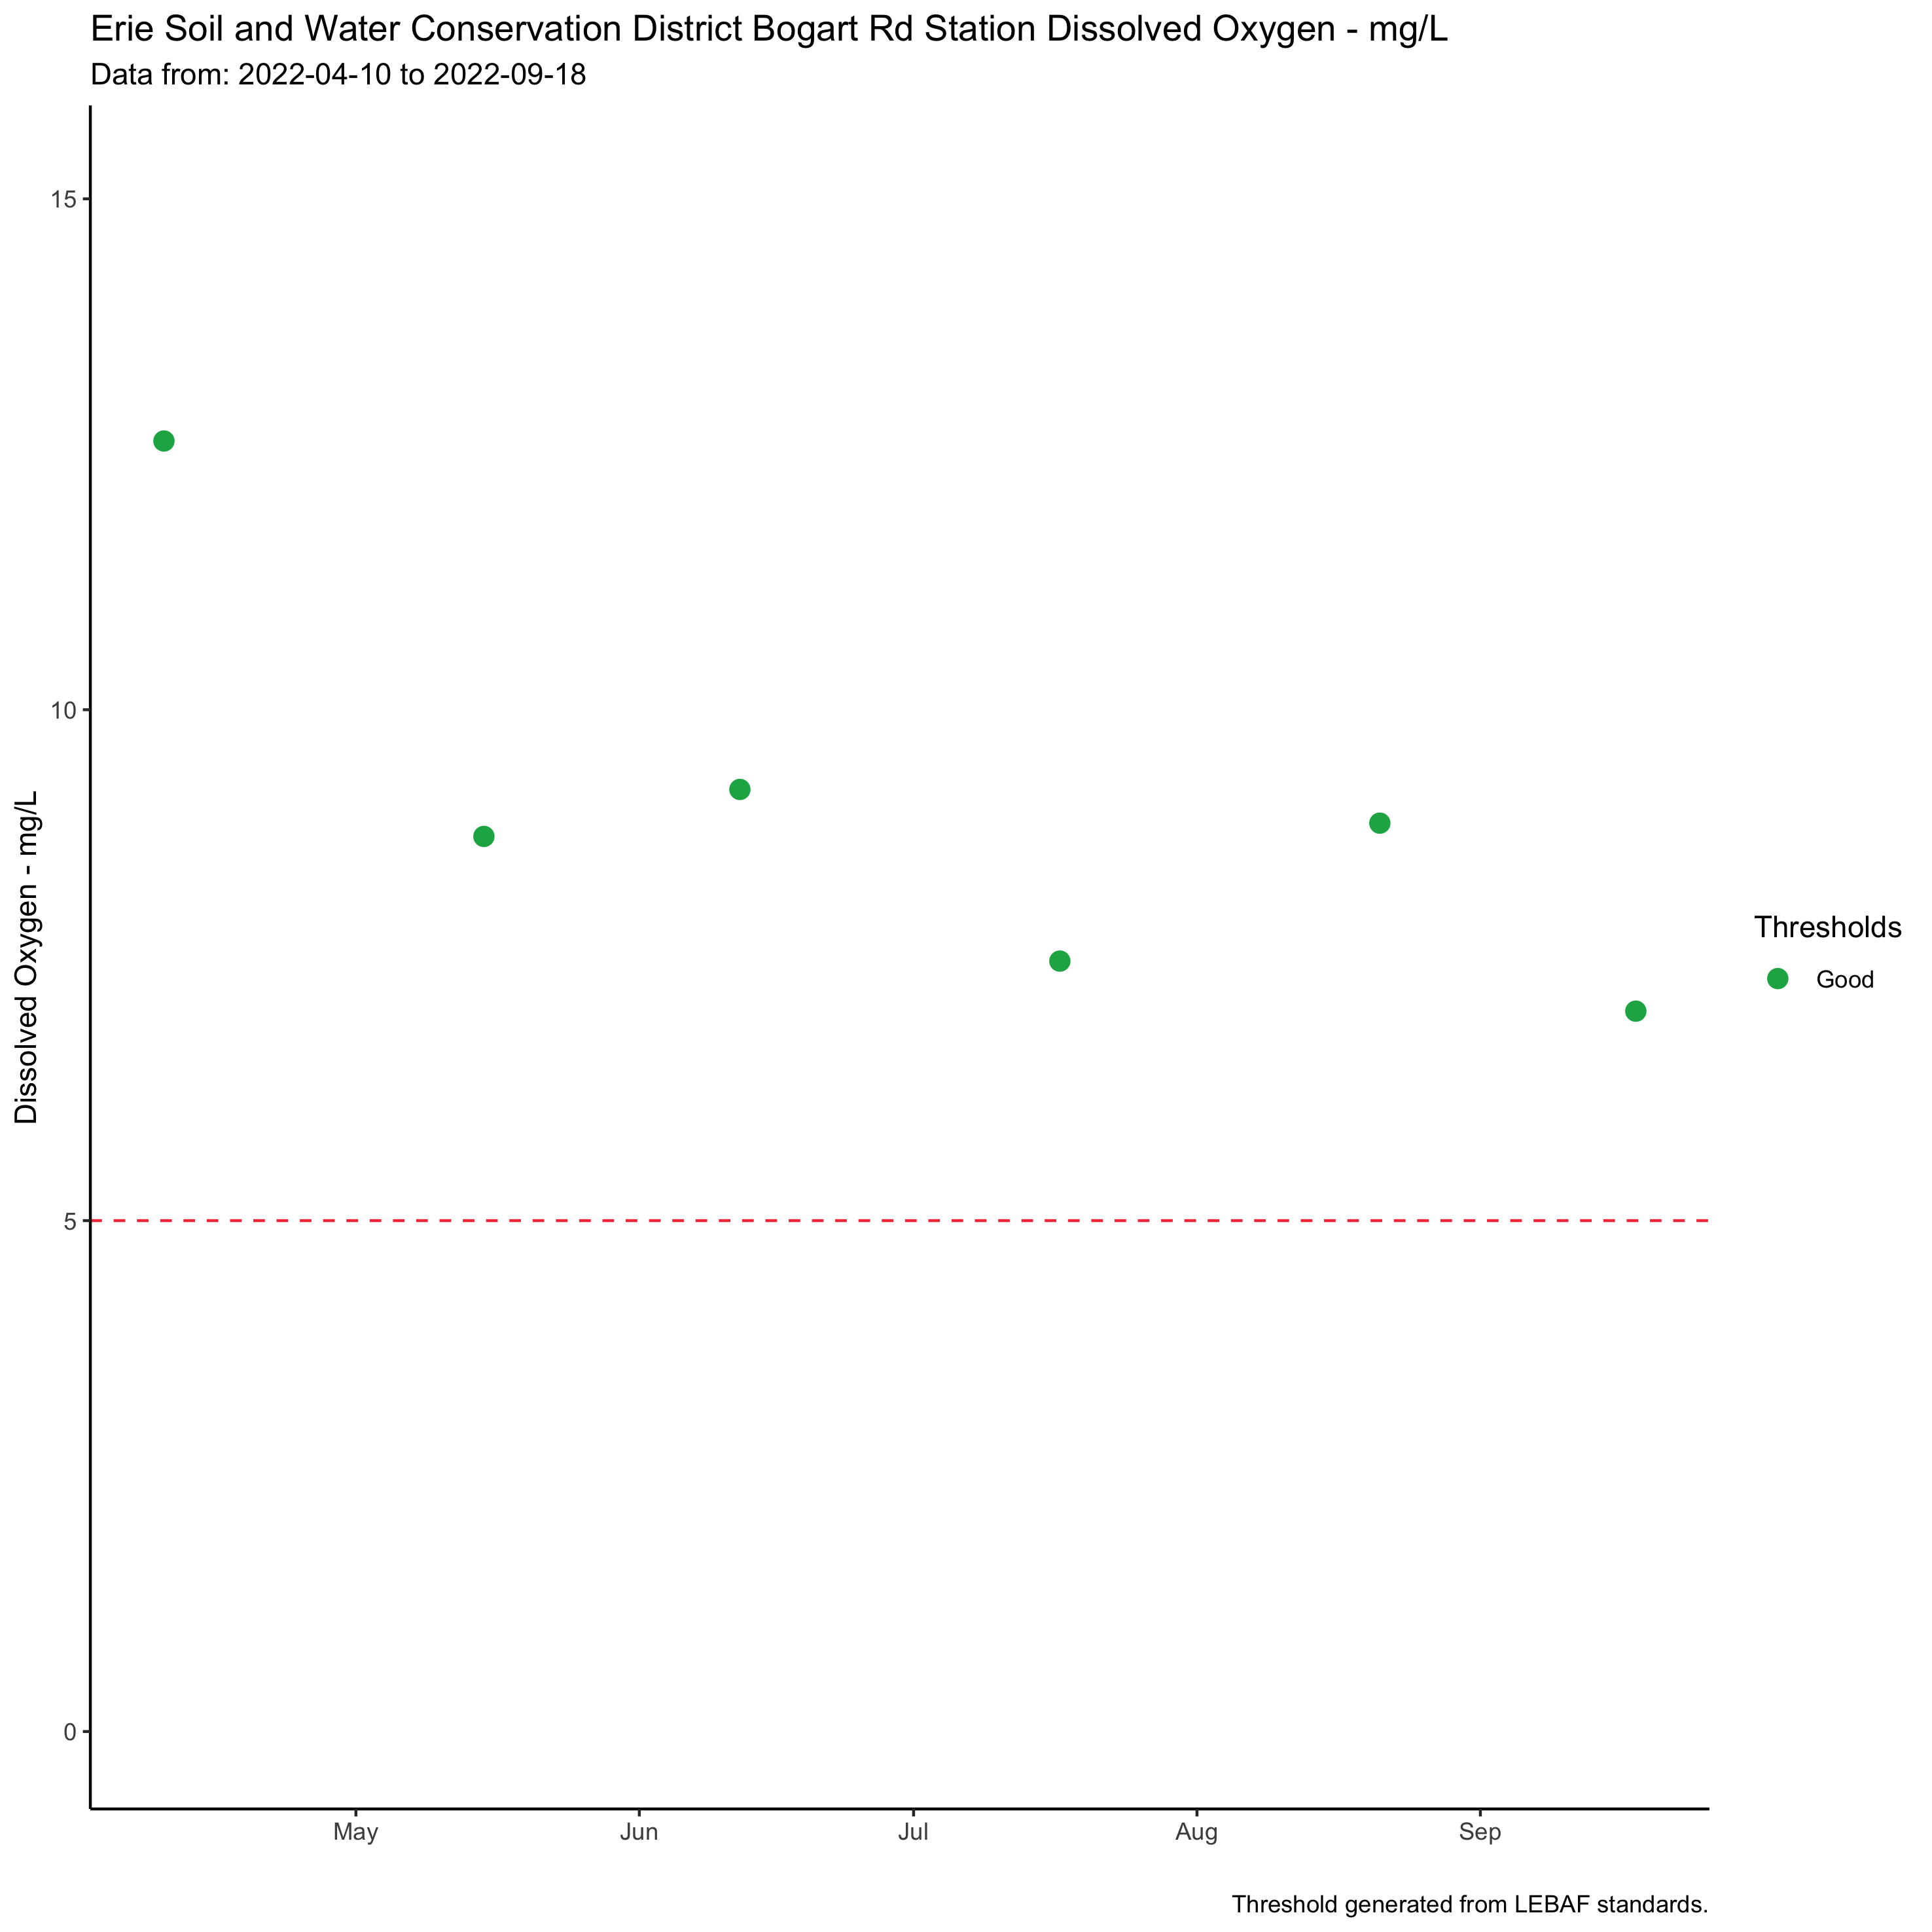 Erie Soil and Water Conservation District Bogart Rd Station Dissolved Oxygen - mg/L
Data from: 2022-04-10 to 2022-09-18
15
10
5
0
Dissolved Oxygen - mg/L
May Jun Jul Aug Sep
Thresholds
Good
Threshold generated from LEBAF standards.